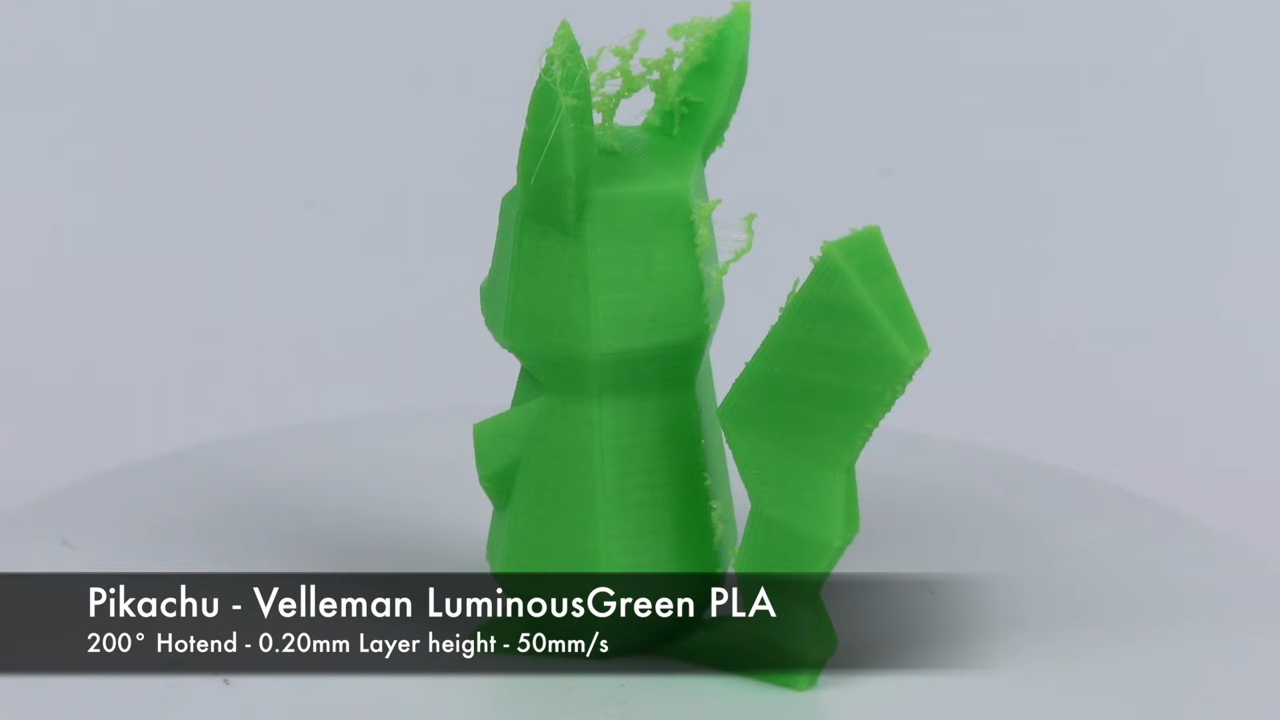 Pikachu - Velleman LuminousGreen PLA
200° Hotend - 0.20mm Layer height - 50mm/s